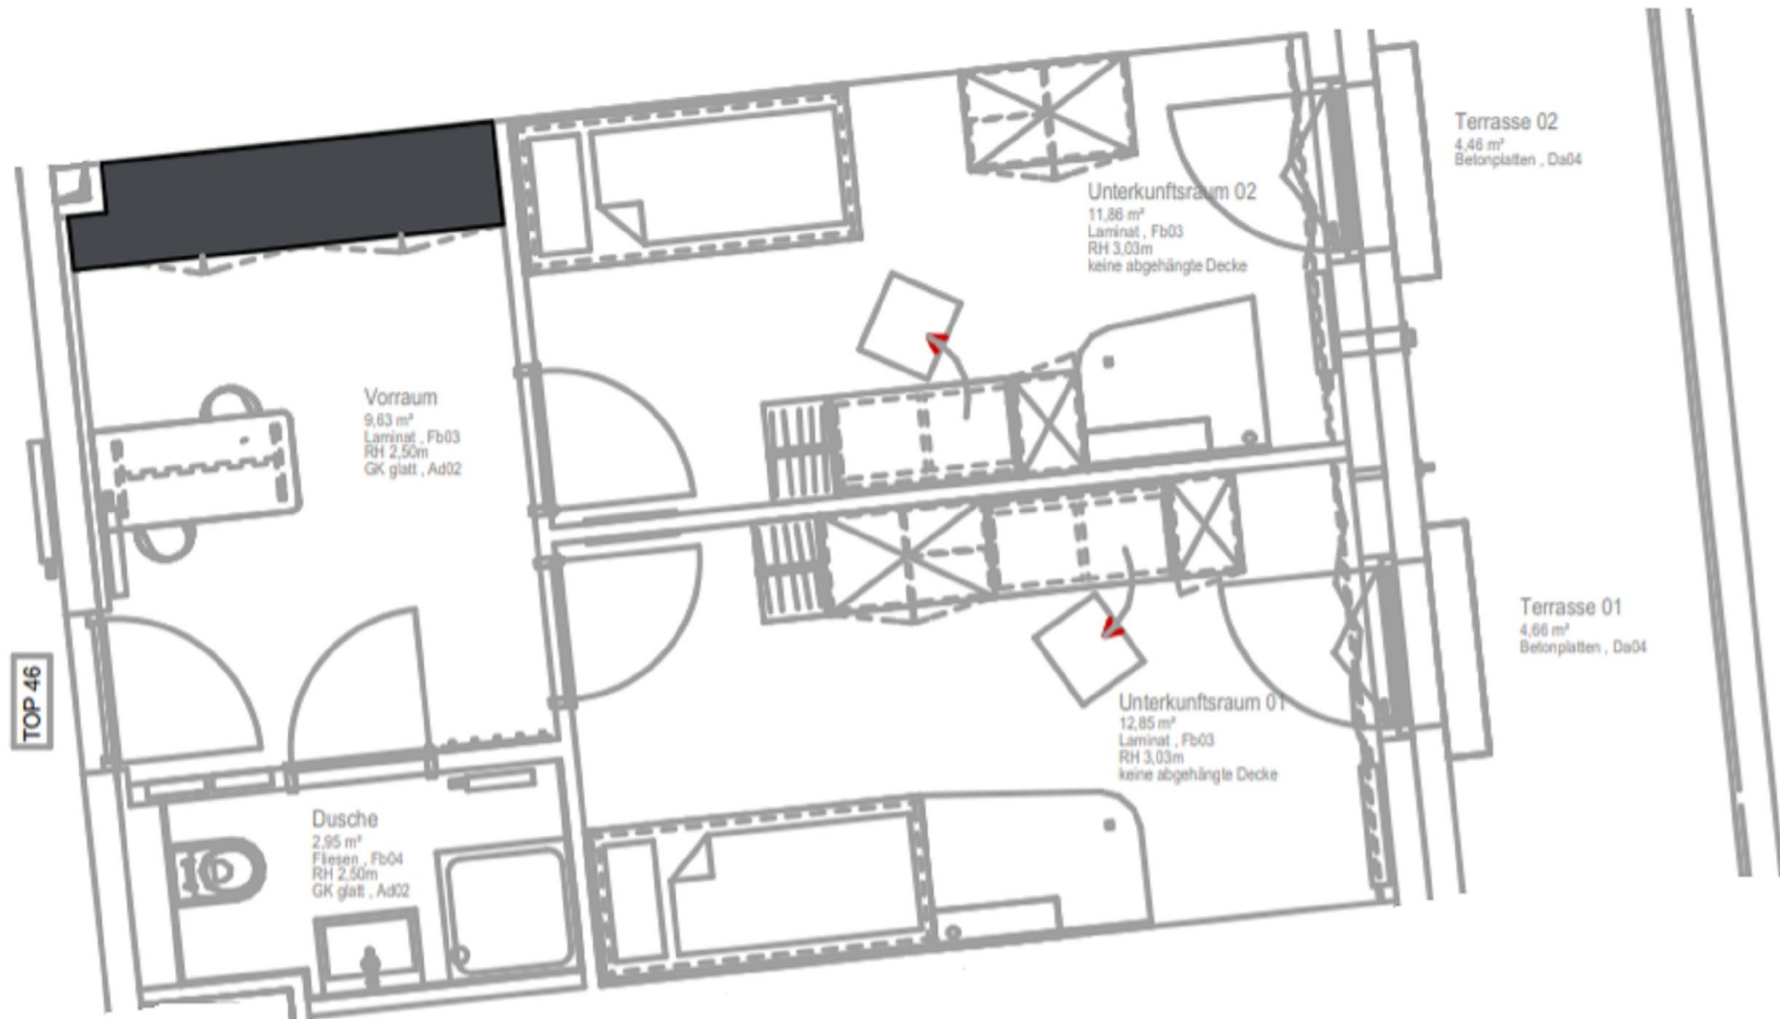 Terrasse 02
4,46 m²
Betonplatten , Da04
Unterkunftsraum 02
11,86 m²
Laminat , Fb03
RH 3,03m
keine abgehängte Decke
Vorraum
9,63 m²
Laminat , Fb03
RH 2,50m
GK glatt , Ad02
Terrasse 01
4,66 m²
Betonplatten , Da04
TOP 46
Unterkunftsraum 01
12,85 m²
Laminat , Fb03
RH 3,03m
keine abgehängte Decke
Dusche
2,95 m²
Fliesen , Fb04
RH 2,50m
GK glatt , Ad02